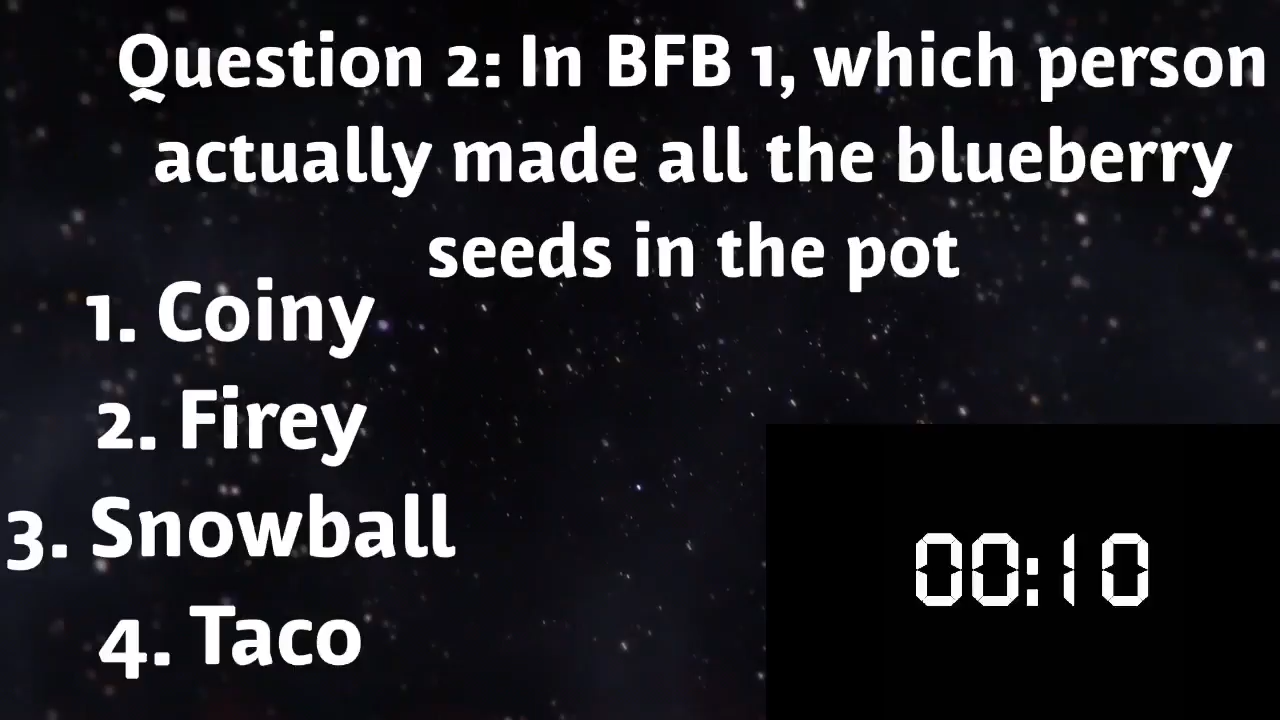 Question 2: In BFB 1, which person
actually made all the blueberry
seeds in the pot
1. Coiny
2. Firey
3. Snowball
4. Taco
00:10